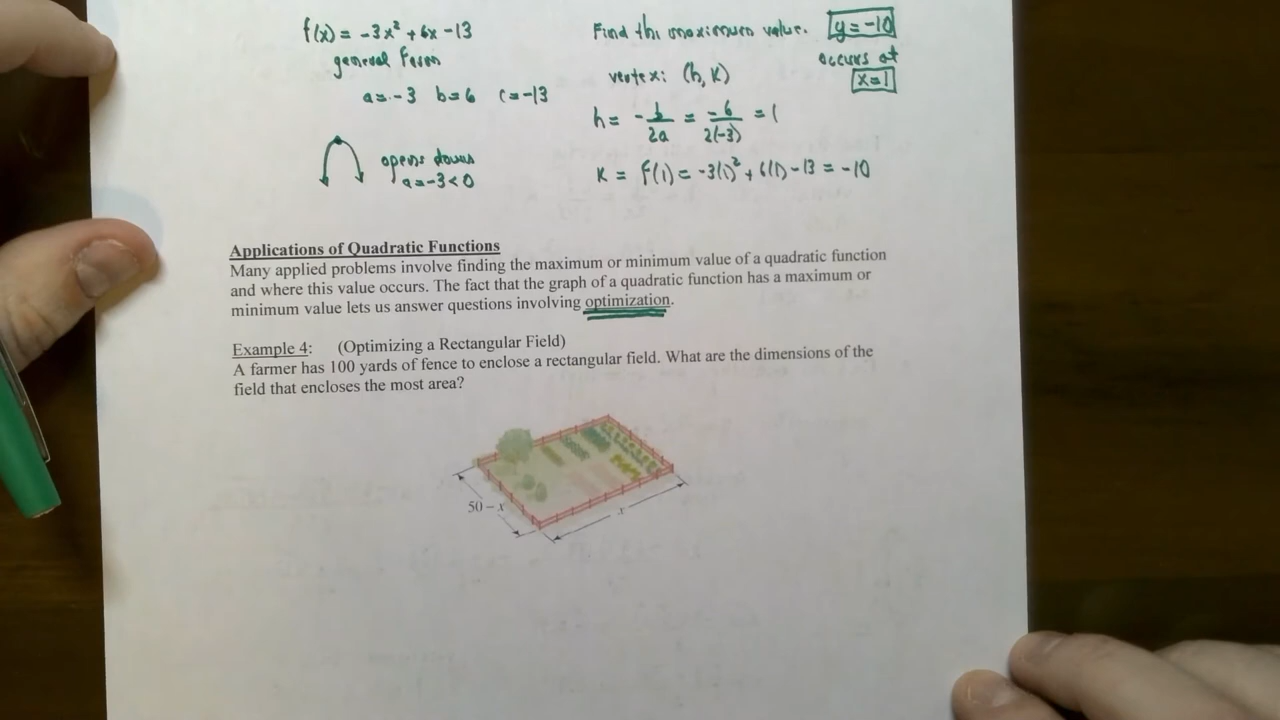 f(x) = -3x² + 6x - 13
general form
a = -3 b = 6 c = -13
opens down
a = -3 < 0
Find the maximum value. y = -10
occurs at
x = 1
vertex: (h, k)
h = -b/2a = -6/2(-3) = 1
k = f(1) = -3(1)² + 6(1) - 13 = -10
Applications of Quadratic Functions
Many applied problems involve finding the maximum or minimum value of a quadratic function
and where this value occurs. The fact that the graph of a quadratic function has a maximum or
minimum value lets us answer questions involving optimization.
Example 4: (Optimizing a Rectangular Field)
A farmer has 100 yards of fence to enclose a rectangular field. What are the dimensions of the
field that encloses the most area?
50 – x
x